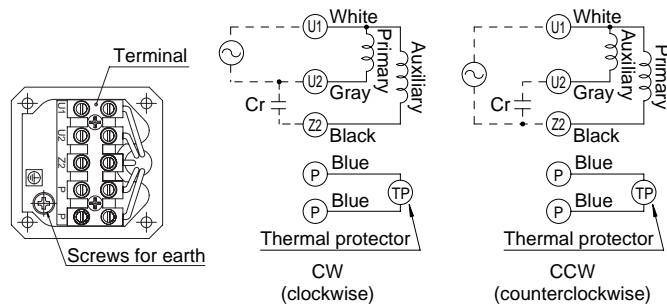 Terminal
U1
U2
Z2
P
P
Screws for earth
U1
White
Primary
Auxiliary
U2
Gray
Cr
Z2
Black
P
Blue
TP
P
Blue
Thermal protector
CW
(clockwise)
U1
White
Auxiliary
Primary
U2
Gray
Cr
Z2
Black
P
Blue
TP
P
Blue
Thermal protector
CCW
(counterclockwise)